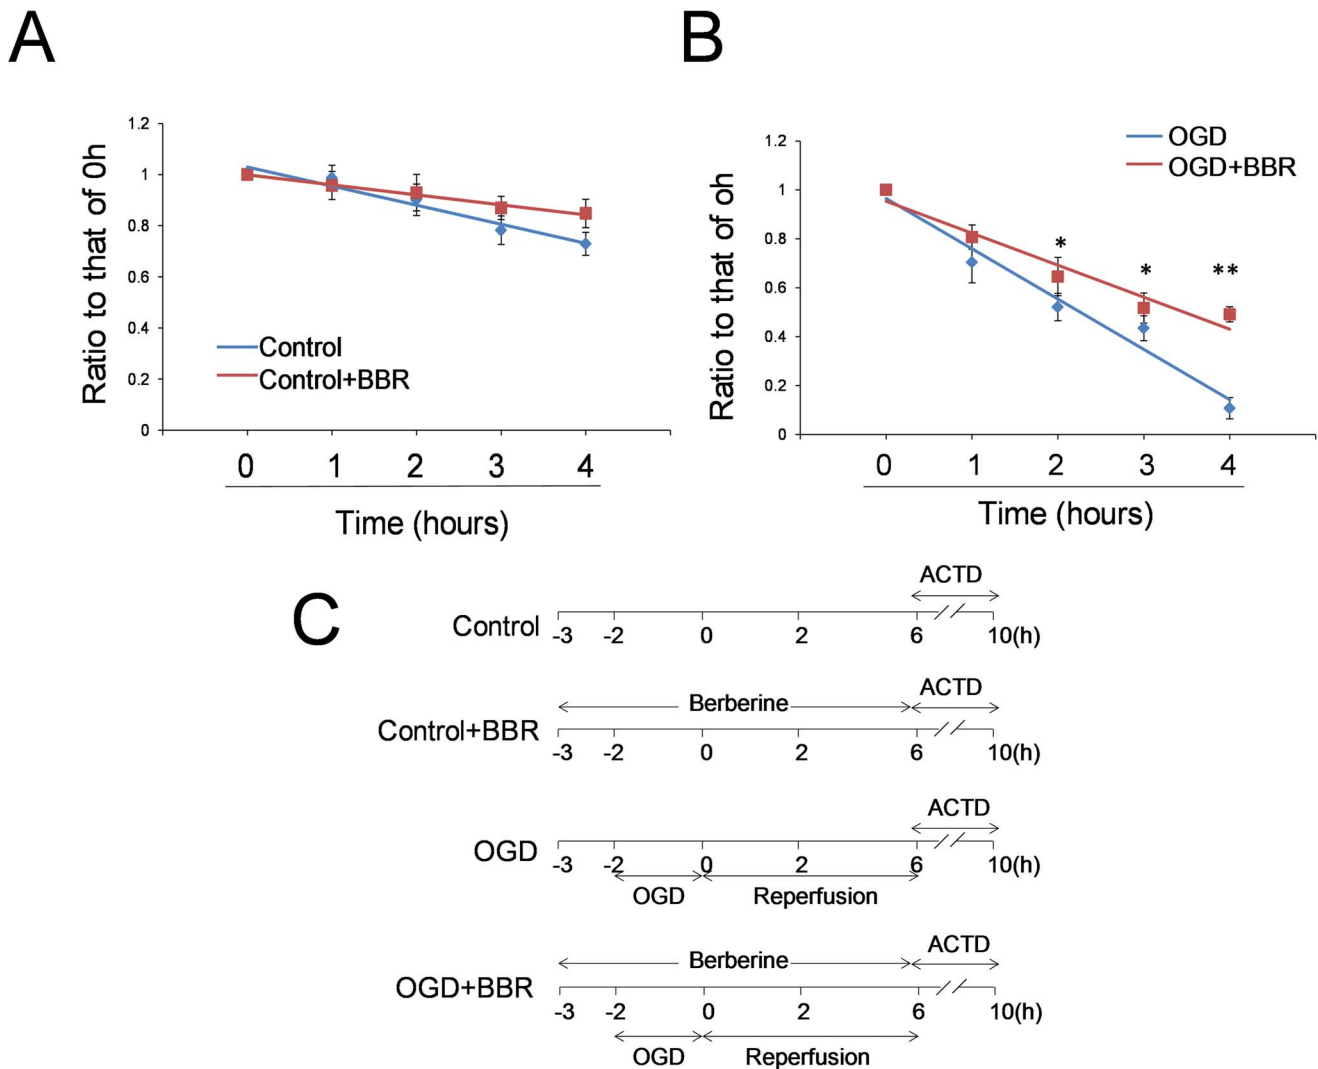 A
B
1.2
1
0.8
0.6
0.4
0.2
0
Ratio to that of 0h
Control
Control+BBR
0 1 2 3 4
Time (hours)
OGD
OGD+BBR
1.2
1
0.8
0.6
0.4
0.2
0
Ratio to that of oh
*
*
**
0 1 2 3 4
Time (hours)
C
ACTD
Control
-3 -2 0 2 6 10(h)
Berberine ACTD
Control+BBR
-3 -2 0 2 6 10(h)
ACTD
OGD
-3 -2 0 2 6 10(h)
OGD Reperfusion
Berberine ACTD
OGD+BBR
-3 -2 0 2 6 10(h)
OGD Reperfusion